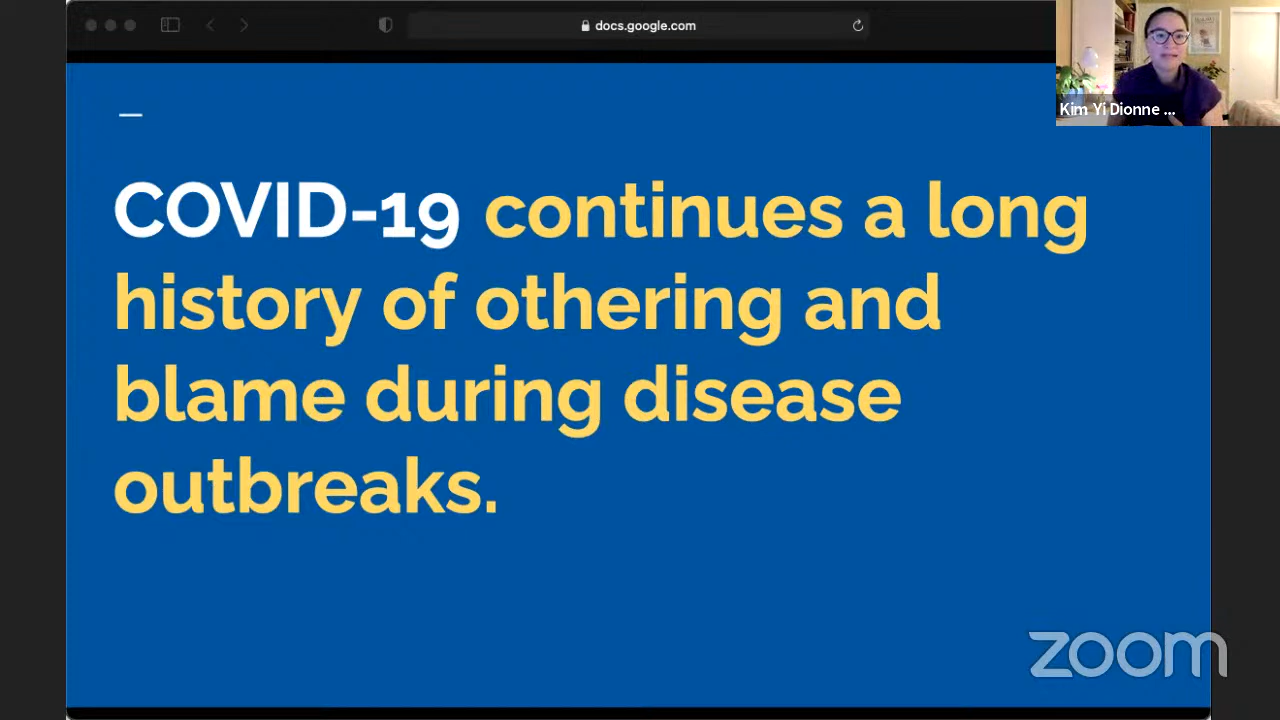 docs.google.com
Kim Yi Dionne ...
COVID-19 continues a long
history of othering and
blame during disease
outbreaks.
zoom